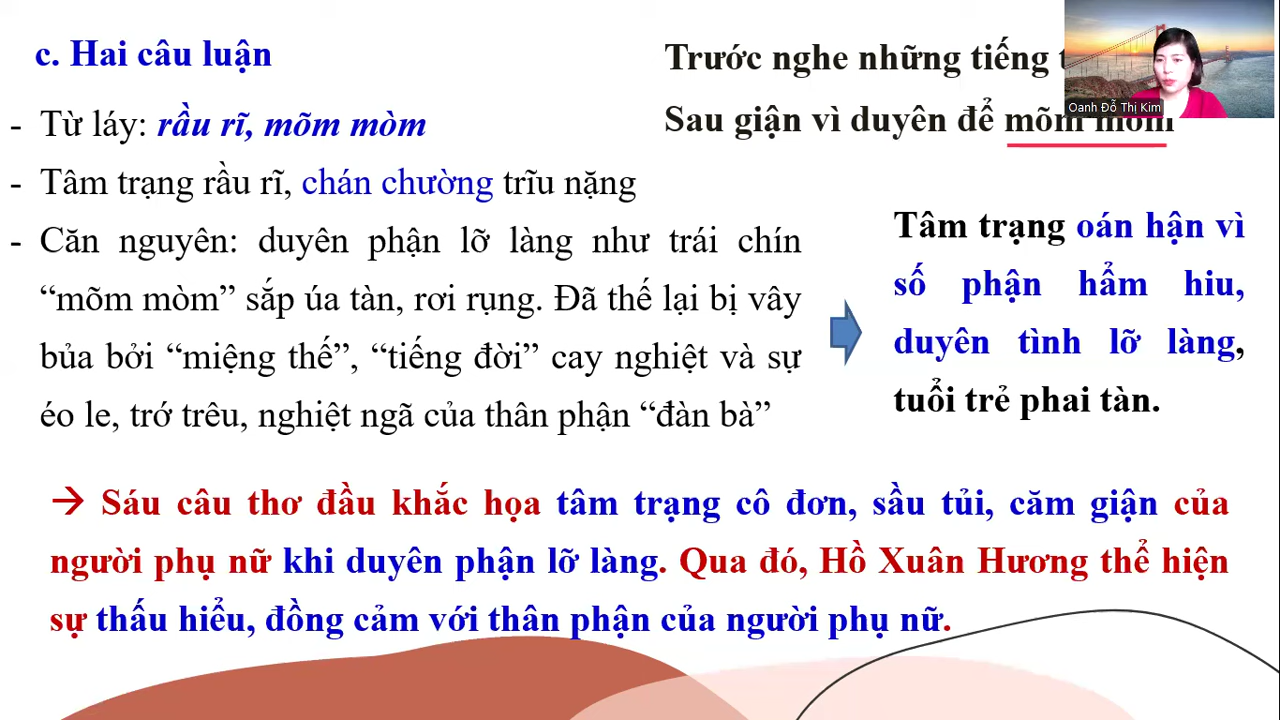 c. Hai câu luận
Trước nghe những tiếng
Sau giận vì duyên để mõm mòm
Oanh Đỗ Thị Kim
- Từ láy: rầu rĩ, mõm mòm
- Tâm trạng rầu rĩ, chán chường trĩu nặng
- Căn nguyên: duyên phận lỡ làng như trái chín
“mõm mòm” sắp úa tàn, rơi rụng. Đã thế lại bị vây
bủa bởi “miệng thế”, “tiếng đời” cay nghiệt và sự
éo le, trớ trêu, nghiệt ngã của thân phận “đàn bà”
Tâm trạng oán hận vì
số phận hẩm hiu,
duyên tình lỡ làng,
tuổi trẻ phai tàn.
→ Sáu câu thơ đầu khắc họa tâm trạng cô đơn, sầu tủi, căm giận của
người phụ nữ khi duyên phận lỡ làng. Qua đó, Hồ Xuân Hương thể hiện
sự thấu hiểu, đồng cảm với thân phận của người phụ nữ.